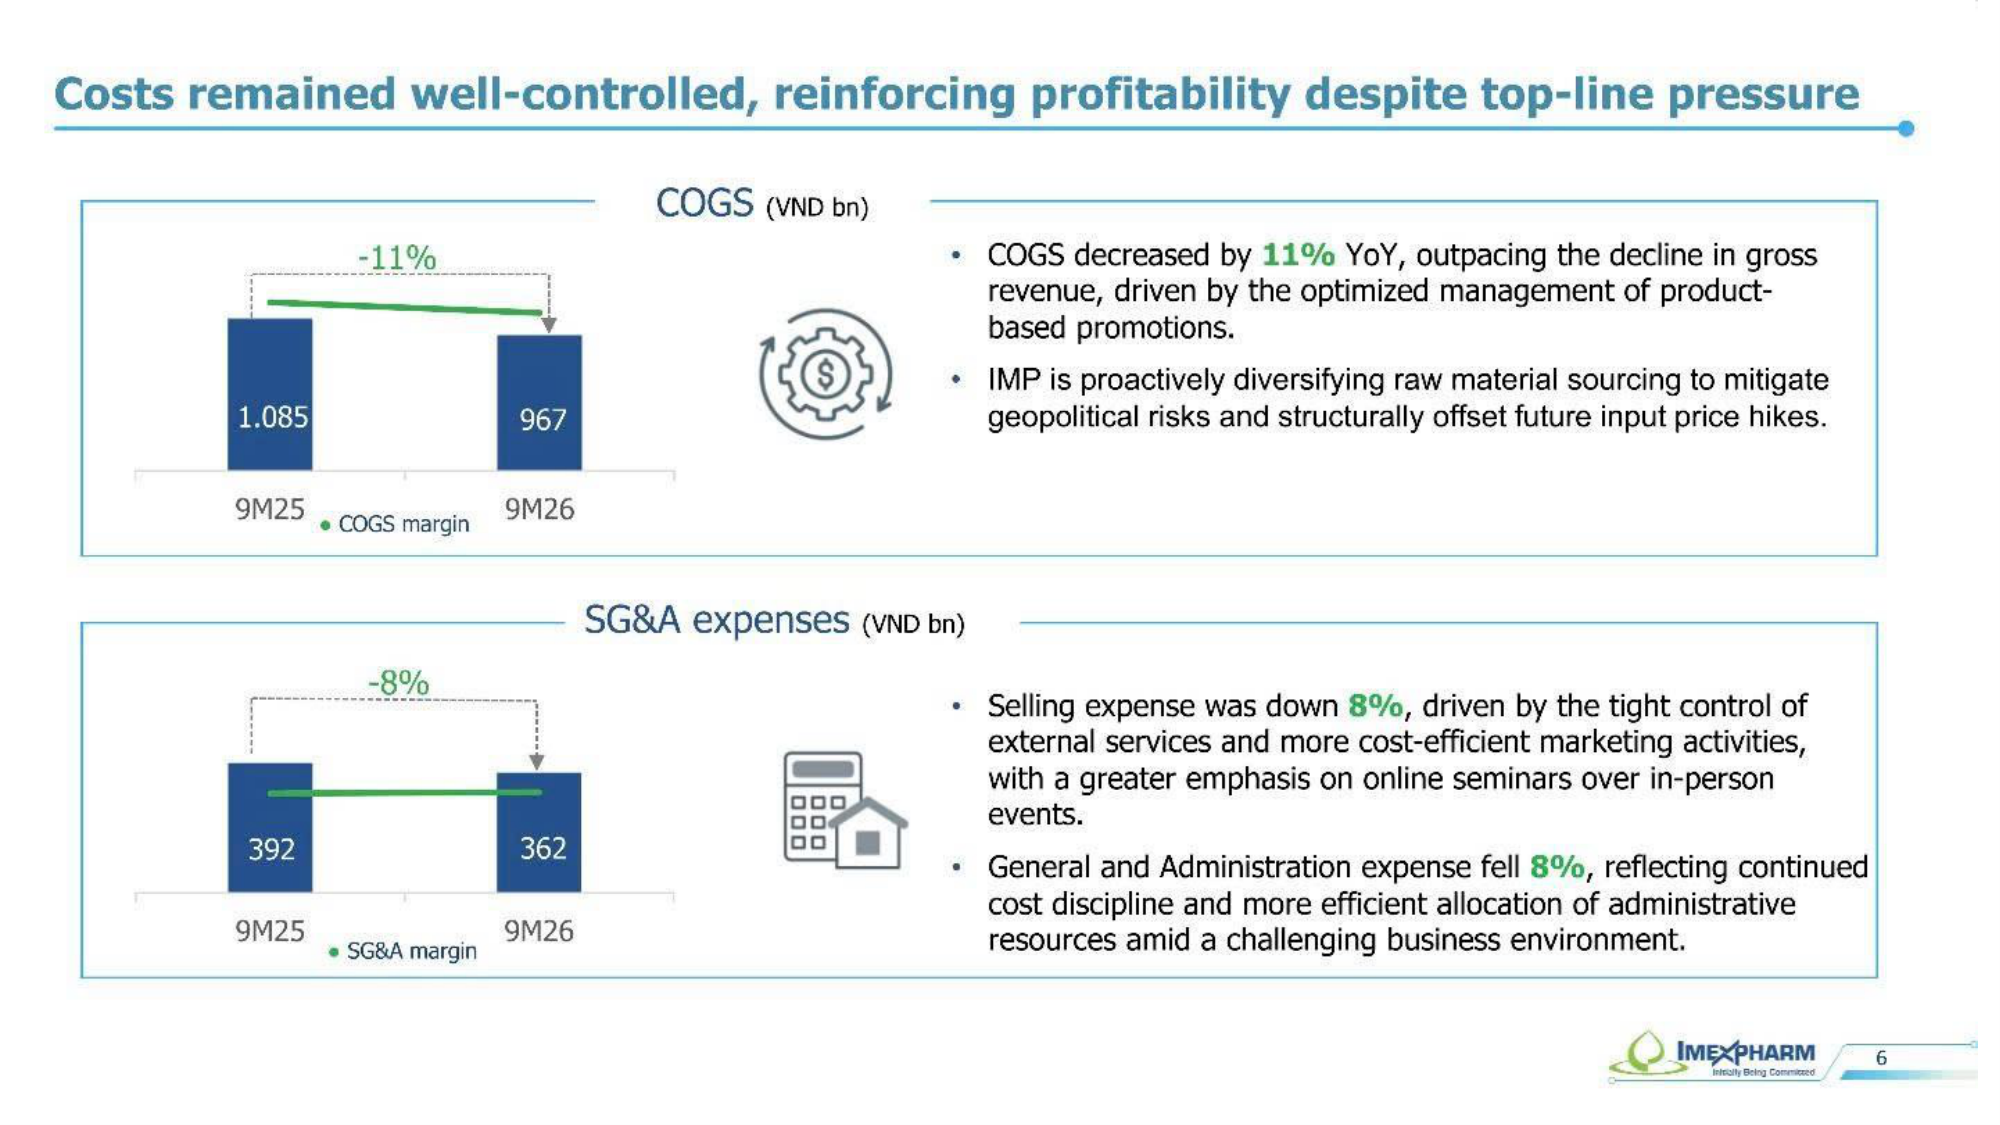 Costs remained well-controlled, reinforcing profitability despite top-line pressure
COGS (VND bn)
-11%
1.085
967
9M25
9M26
• COGS margin
• COGS decreased by 11% YoY, outpacing the decline in gross
revenue, driven by the optimized management of product-
based promotions.
• IMP is proactively diversifying raw material sourcing to mitigate
geopolitical risks and structurally offset future input price hikes.
$
SG&A expenses (VND bn)
-8%
392
362
9M25
9M26
• SG&A margin
• Selling expense was down 8%, driven by the tight control of
external services and more cost-efficient marketing activities,
with a greater emphasis on online seminars over in-person
events.
• General and Administration expense fell 8%, reflecting continued
cost discipline and more efficient allocation of administrative
resources amid a challenging business environment.
IMEXPHARM
Being Committed
6